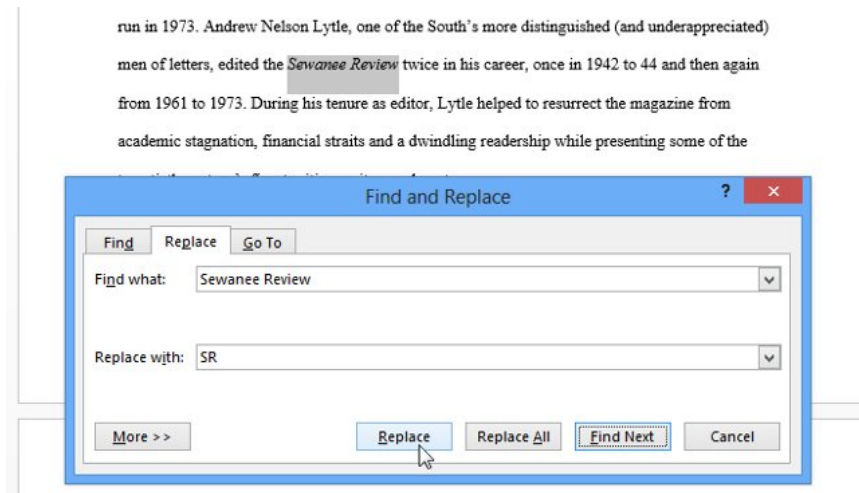 run in 1973. Andrew Nelson Lytle, one of the South’s more distinguished (and underappreciated)
men of letters, edited the Sewanee Review twice in his career, once in 1942 to 44 and then again
from 1961 to 1973. During his tenure as editor, Lytle helped to resurrect the magazine from
academic stagnation, financial straits and a dwindling readership while presenting some of the
Find and Replace ? ×
Find Replace Go To
Find what: Sewanee Review
Replace with: SR
More >> Replace Replace All Find Next Cancel